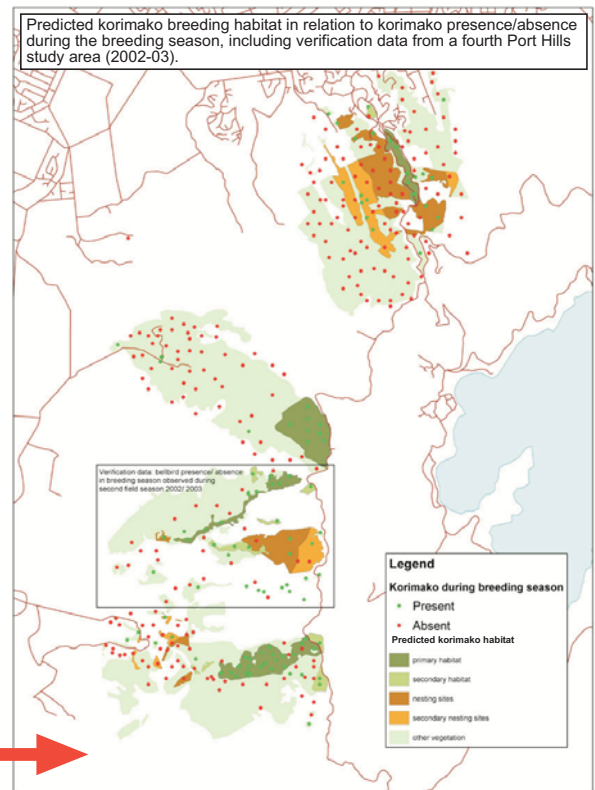 Predicted korimako breeding habitat in relation to korimako presence/absence
during the breeding season, including verification data from a fourth Port Hills
study area (2002-03).
Verification data: bellbird presence/ absence
in breeding season observed during
second field season 2002/ 2003
Legend
Korimako during breeding season
Present
Absent
Predicted korimako habitat
primary habitat
secondary habitat
nesting sites
secondary nesting sites
other vegetation